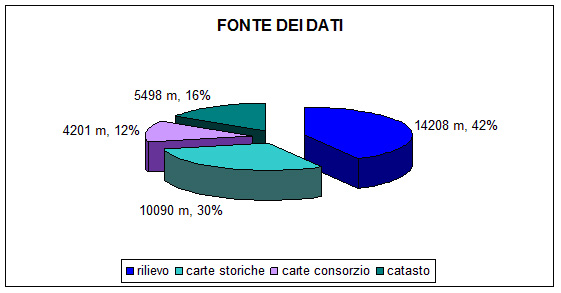 FONTE DEI DATI
5498 m, 16%
14208 m, 42%
4201 m, 12%
10090 m, 30%
rilievo carte storiche carte consorzio catasto